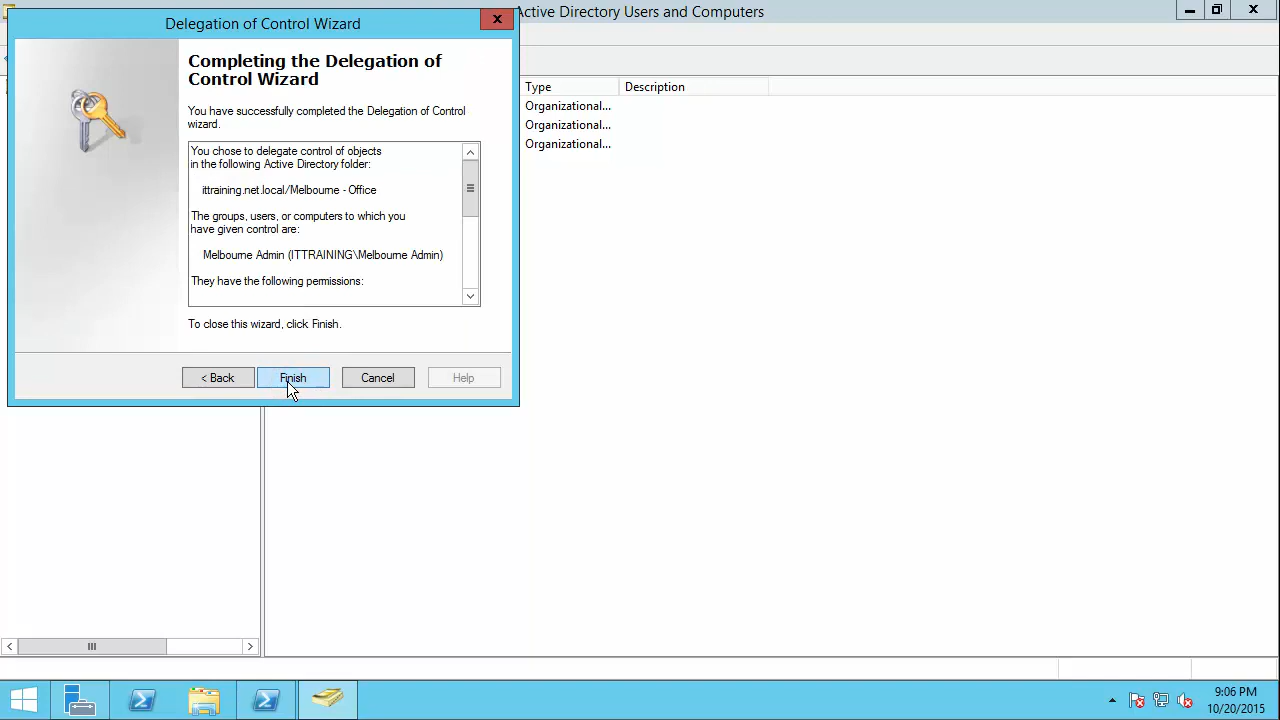 Delegation of Control Wizard
Active Directory Users and Computers
Completing the Delegation of
Control Wizard
You have successfully completed the Delegation of Control
wizard.
You chose to delegate control of objects
in the following Active Directory folder:
ittraining.net.local/Melbourne - Office
The groups, users, or computers to which you
have given control are:
Melbourne Admin (ITTRAINING\Melbourne Admin)
They have the following permissions:
To close this wizard, click Finish.
< Back
Finish
Cancel
Help
Type
Description
Organizational...
Organizational...
Organizational...
9:06 PM
10/20/2015